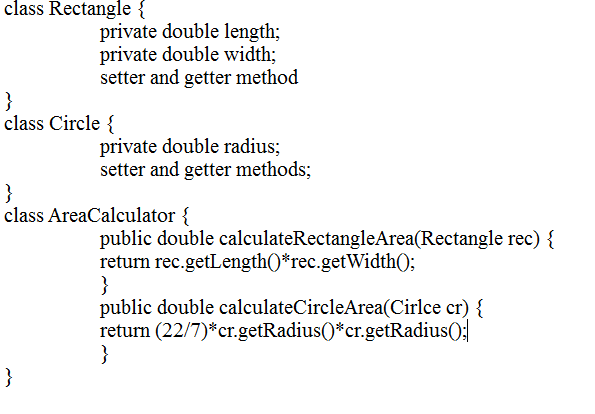 class Rectangle {
private double length;
private double width;
setter and getter method
}
class Circle {
private double radius;
setter and getter methods;
}
class AreaCalculator {
public double calculateRectangleArea(Rectangle rec) {
return rec.getLength()*rec.getWidth();
}
public double calculateCircleArea(Cirlce cr) {
return (22/7)*cr.getRadius()*cr.getRadius();
}
}